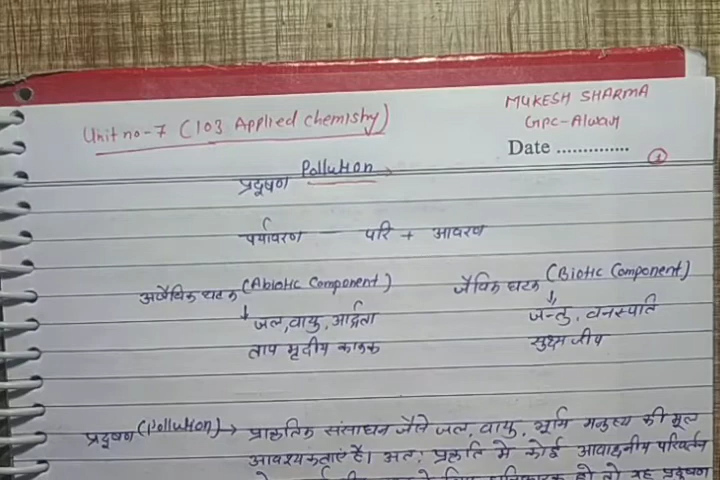 Unit no-7 (103 Applied chemistry)
MUKESH SHARMA
GPC-Alwar
Date ..............
1
प्रदूषण Pollution
पर्यावरण — परि + आवरण
अजैविक घटक (Abiotic Component) जैविक घटक (Biotic Component)
↓ जल, वायु, आर्द्रता ↓ जन्तु, वनस्पति
ताप मृदीय कारक सुक्ष्म जीव
प्रदूषण (Pollution) → प्राकृतिक संसाधन जैसे जल, वायु, भूमि मनुष्य की मूल
आवश्यकताएं है। अतः प्रकृति मे कोई आवाहनीय परिवर्तन
हो तो यह प्रदूषण